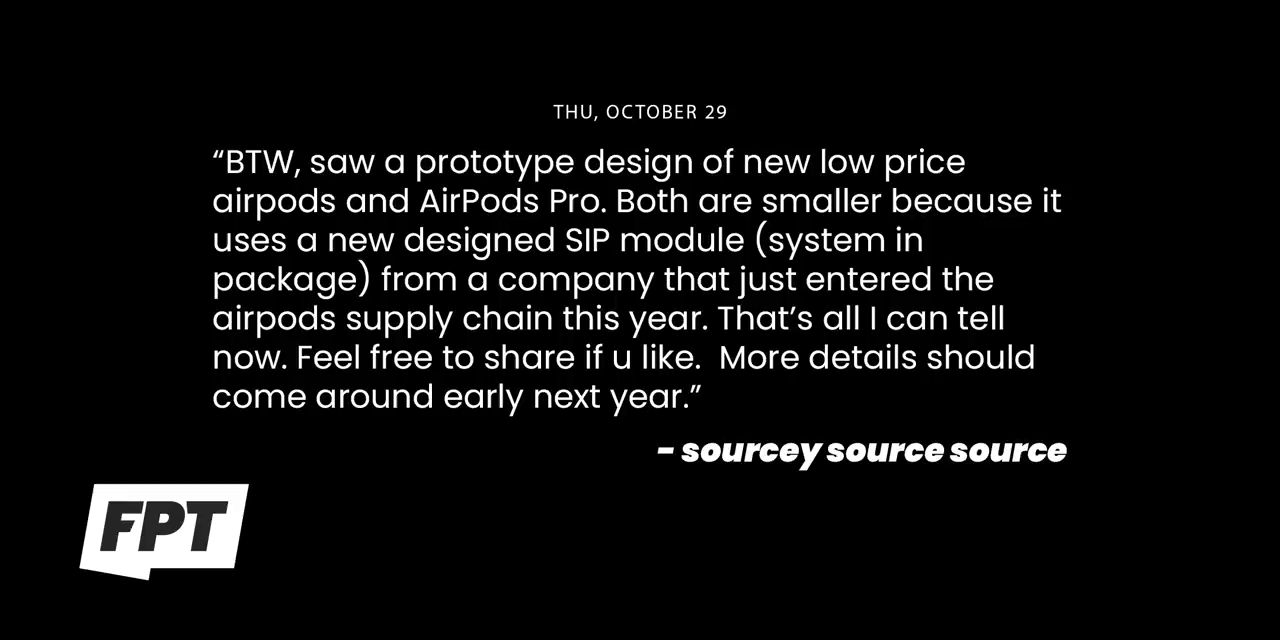 THU, OCTOBER 29
“BTW, saw a prototype design of new low price
airpods and AirPods Pro. Both are smaller because it
uses a new designed SIP module (system in
package) from a company that just entered the
airpods supply chain this year. That’s all I can tell
now. Feel free to share if u like.  More details should
come around early next year.”
- sourcey source source
FPT